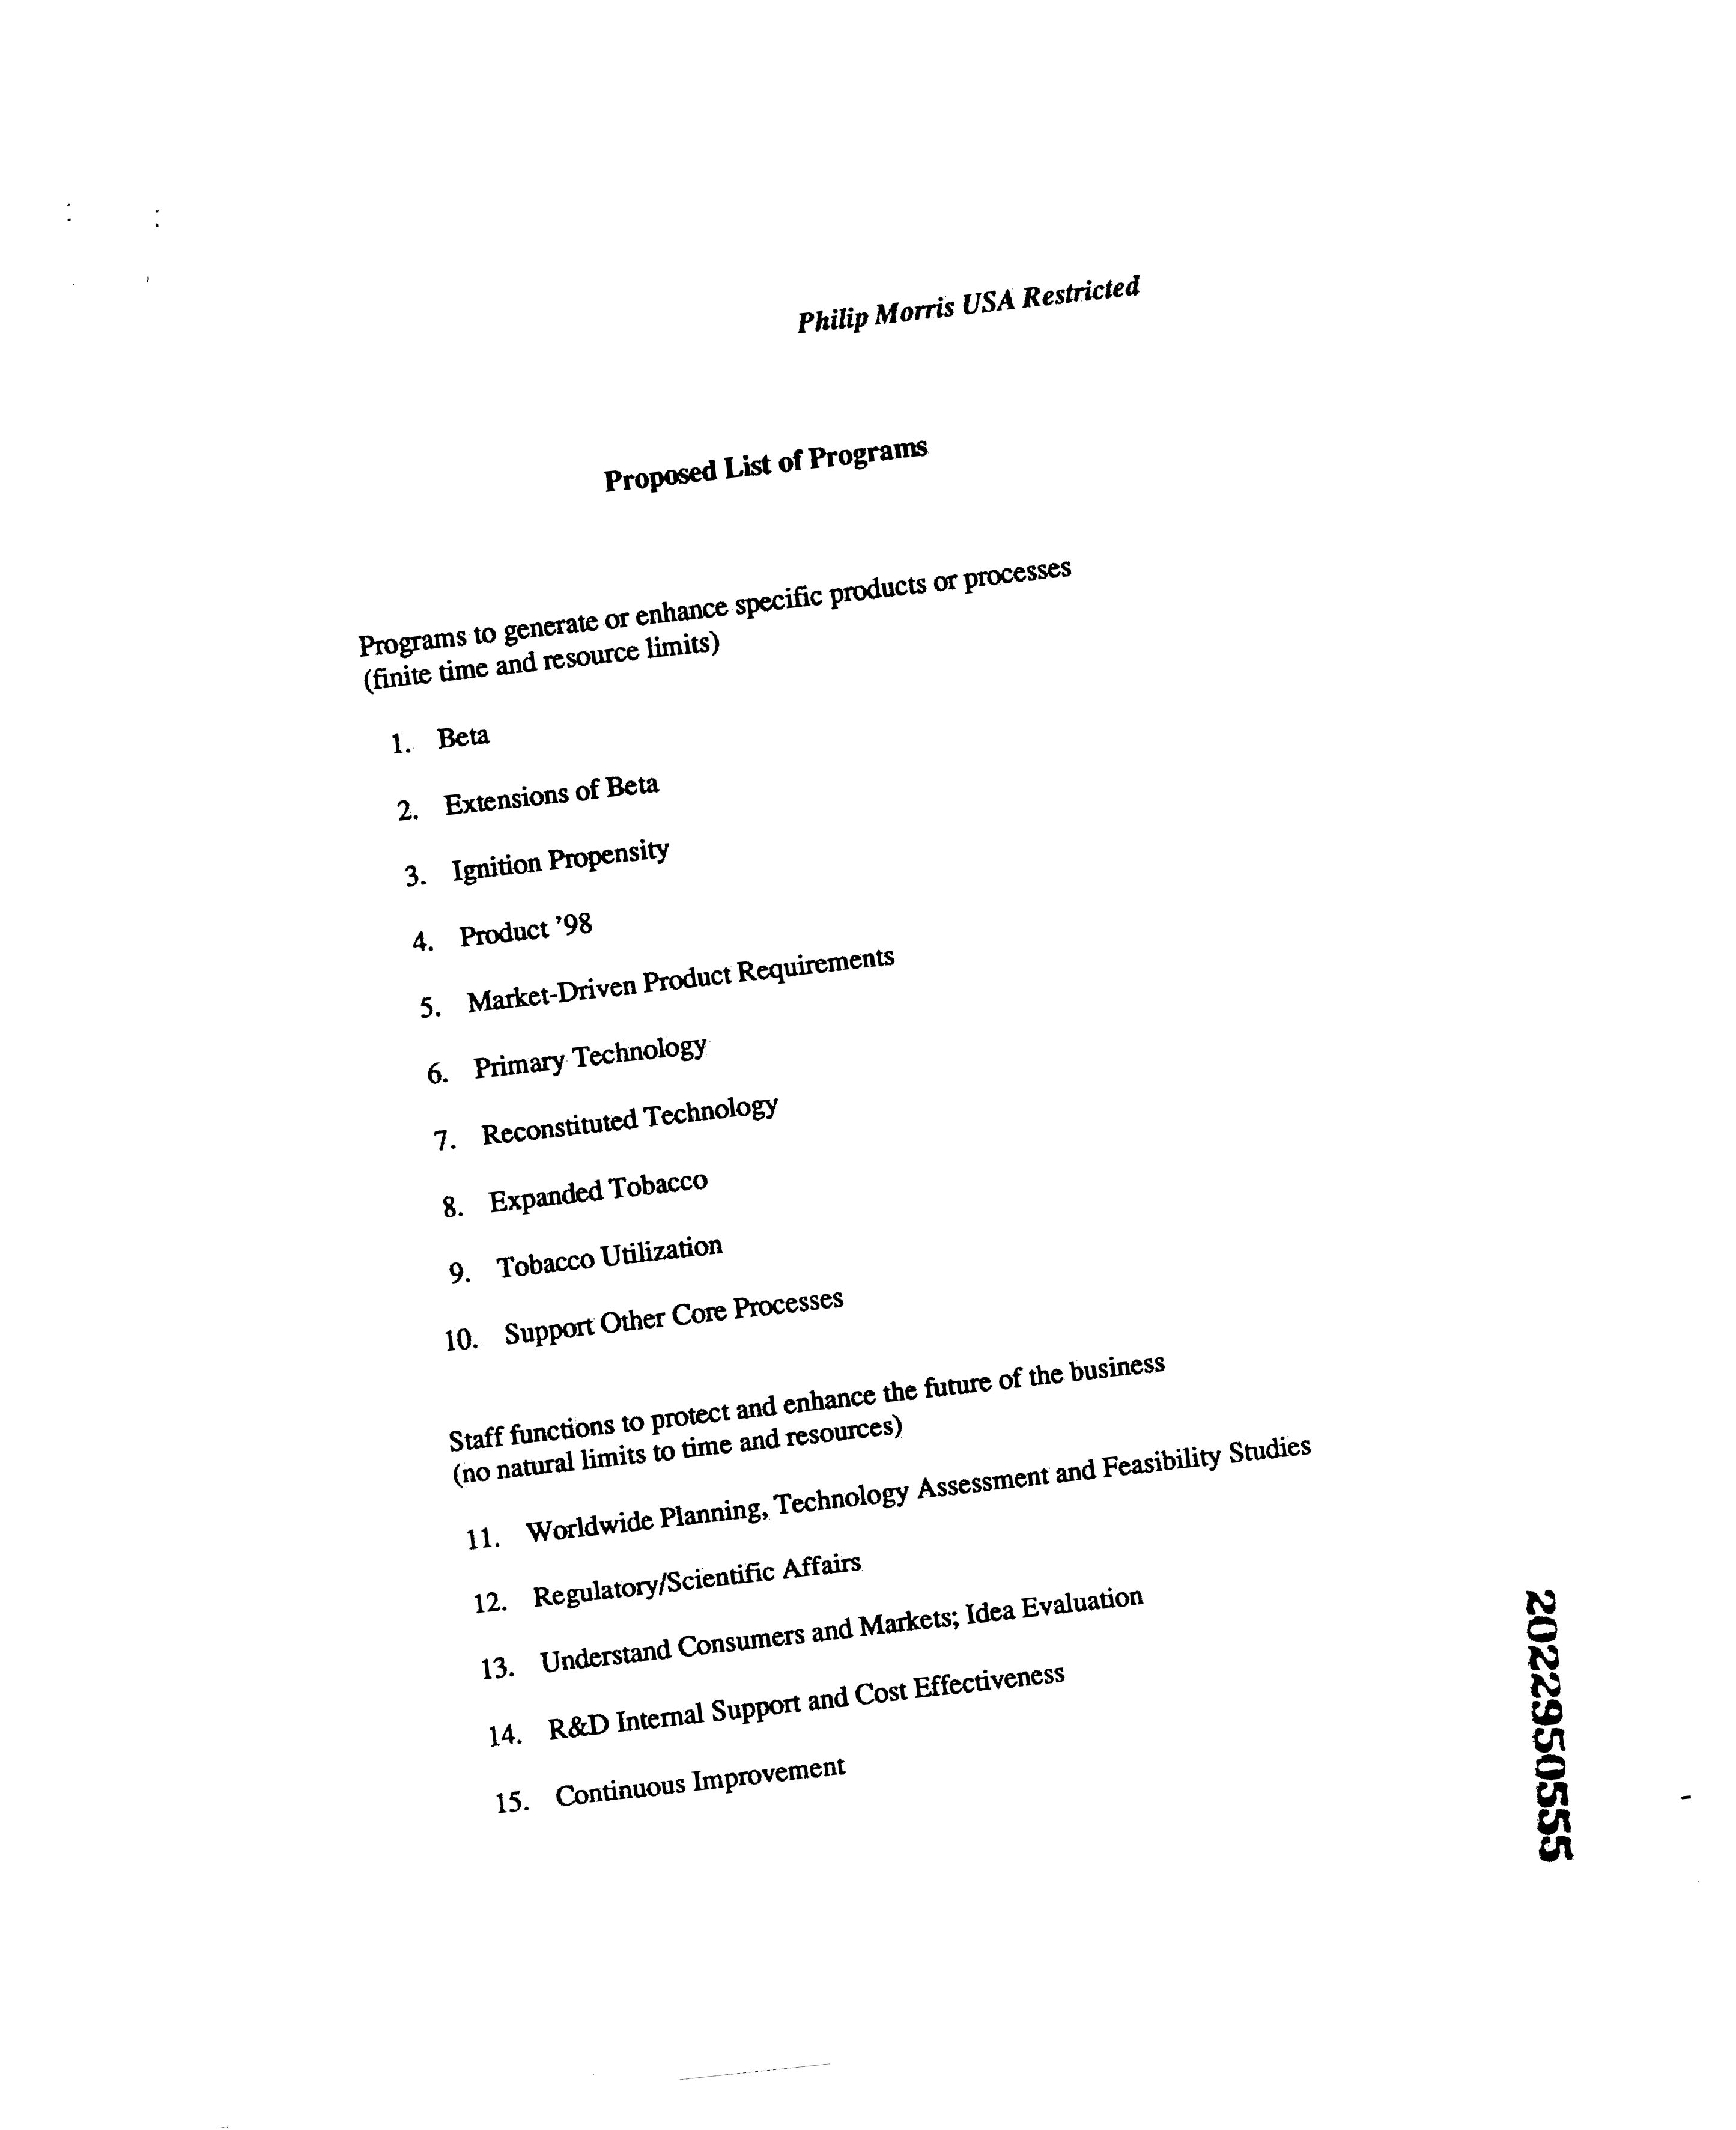 Philip Morris USA Restricted
Proposed List of Programs
Programs to generate or enhance specific products or processes
(finite time and resource limits)
1. Beta
2. Extensions of Beta
3. Ignition Propensity
4. Product '98
5. Market-Driven Product Requirements
6. Primary Technology
7. Reconstituted Technology
8. Expanded Tobacco
9. Tobacco Utilization
10. Support Other Core Processes
Staff functions to protect and enhance the future of the business
(no natural limits to time and resources)
11. Worldwide Planning, Technology Assessment and Feasibility Studies
12. Regulatory/Scientific Affairs
13. Understand Consumers and Markets; Idea Evaluation
14. R&D Internal Support and Cost Effectiveness
15. Continuous Improvement
2022950555